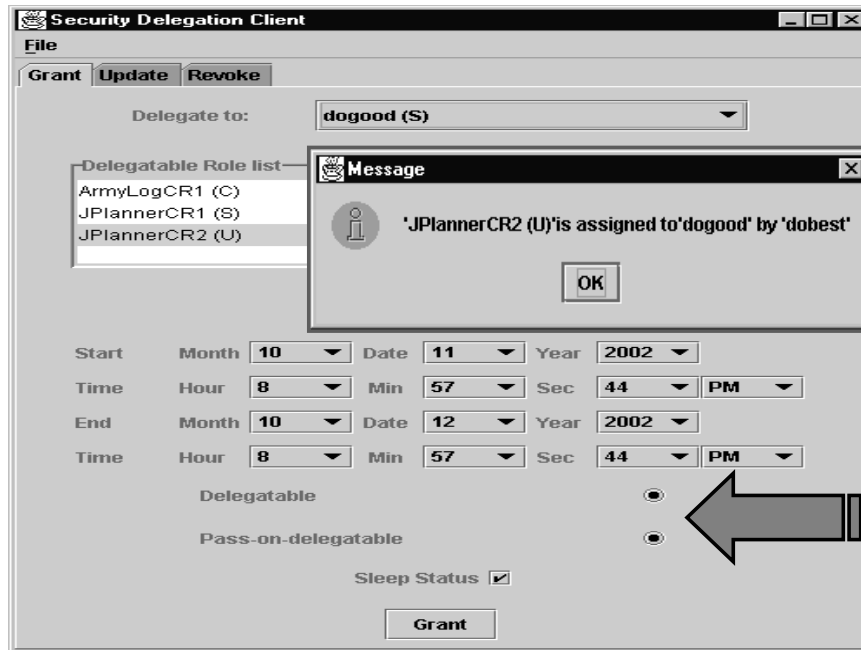 Security Delegation Client
File
Grant Update Revoke
Delegate to: dogood (S)
Delegatable Role list
ArmyLogCR1 (C)
JPlannerCR1 (S)
JPlannerCR2 (U)
Message
'JPlannerCR2 (U)'is assigned to'dogood' by 'dobest'
OK
Start Month 10 Date 11 Year 2002
Time Hour 8 Min 57 Sec 44 PM
End Month 10 Date 12 Year 2002
Time Hour 8 Min 57 Sec 44 PM
Delegatable
Pass-on-delegatable
Sleep Status
Grant